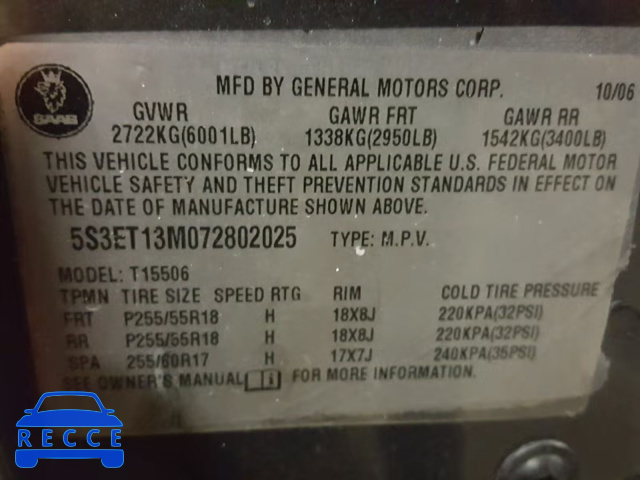 SAAB
MFD BY GENERAL MOTORS CORP. 10/06
GVWR GAWR FRT GAWR RR
2722KG(6001LB) 1338KG(2950LB) 1542KG(3400LB)
THIS VEHICLE CONFORMS TO ALL APPLICABLE U.S. FEDERAL MOTOR
VEHICLE SAFETY AND THEFT PREVENTION STANDARDS IN EFFECT ON
THE DATE OF MANUFACTURE SHOWN ABOVE.
5S3ET13M072802025 TYPE: M.P.V.
MODEL: T15506
TPMN TIRE SIZE SPEED RTG RIM COLD TIRE PRESSURE
FRT P255/55R18 H 18X8J 220KPA(32PSI)
RR P255/55R18 H 18X8J 220KPA(32PSI)
SPA 255/60R17 H 17X7J 240KPA(35PSI)
SEE OWNER'S MANUAL FOR MORE INFORMATION.
RECCE